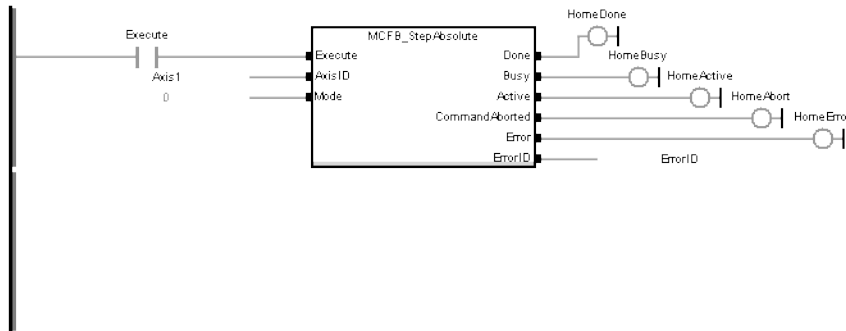 HomeDone
Execute
MCFB_StepAbsolute
Execute
Done
HomeBusy
Axis1
AxisID
Busy
HomeActive
0
Mode
Active
HomeAbort
CommandAborted
HomeErro
Error
ErrorID
ErrorID